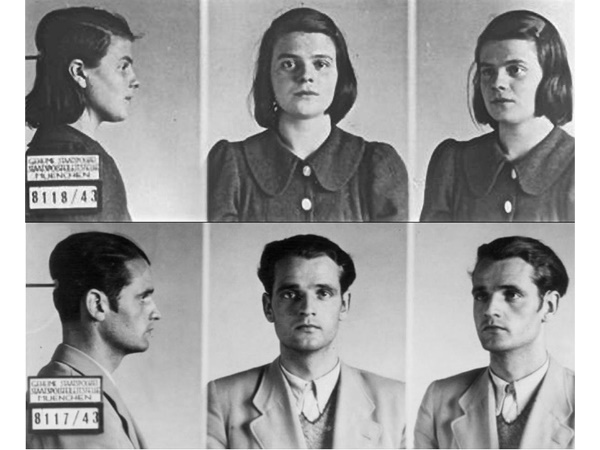 GEHEIME STAATSPOLIZEI
STAATSPOLIZEILEITSTELLE
MUENCHEN
8118/43
GEHEIME STAATSPOLIZEI
STAATSPOLIZEILEITSTELLE
MUENCHEN
8117/43